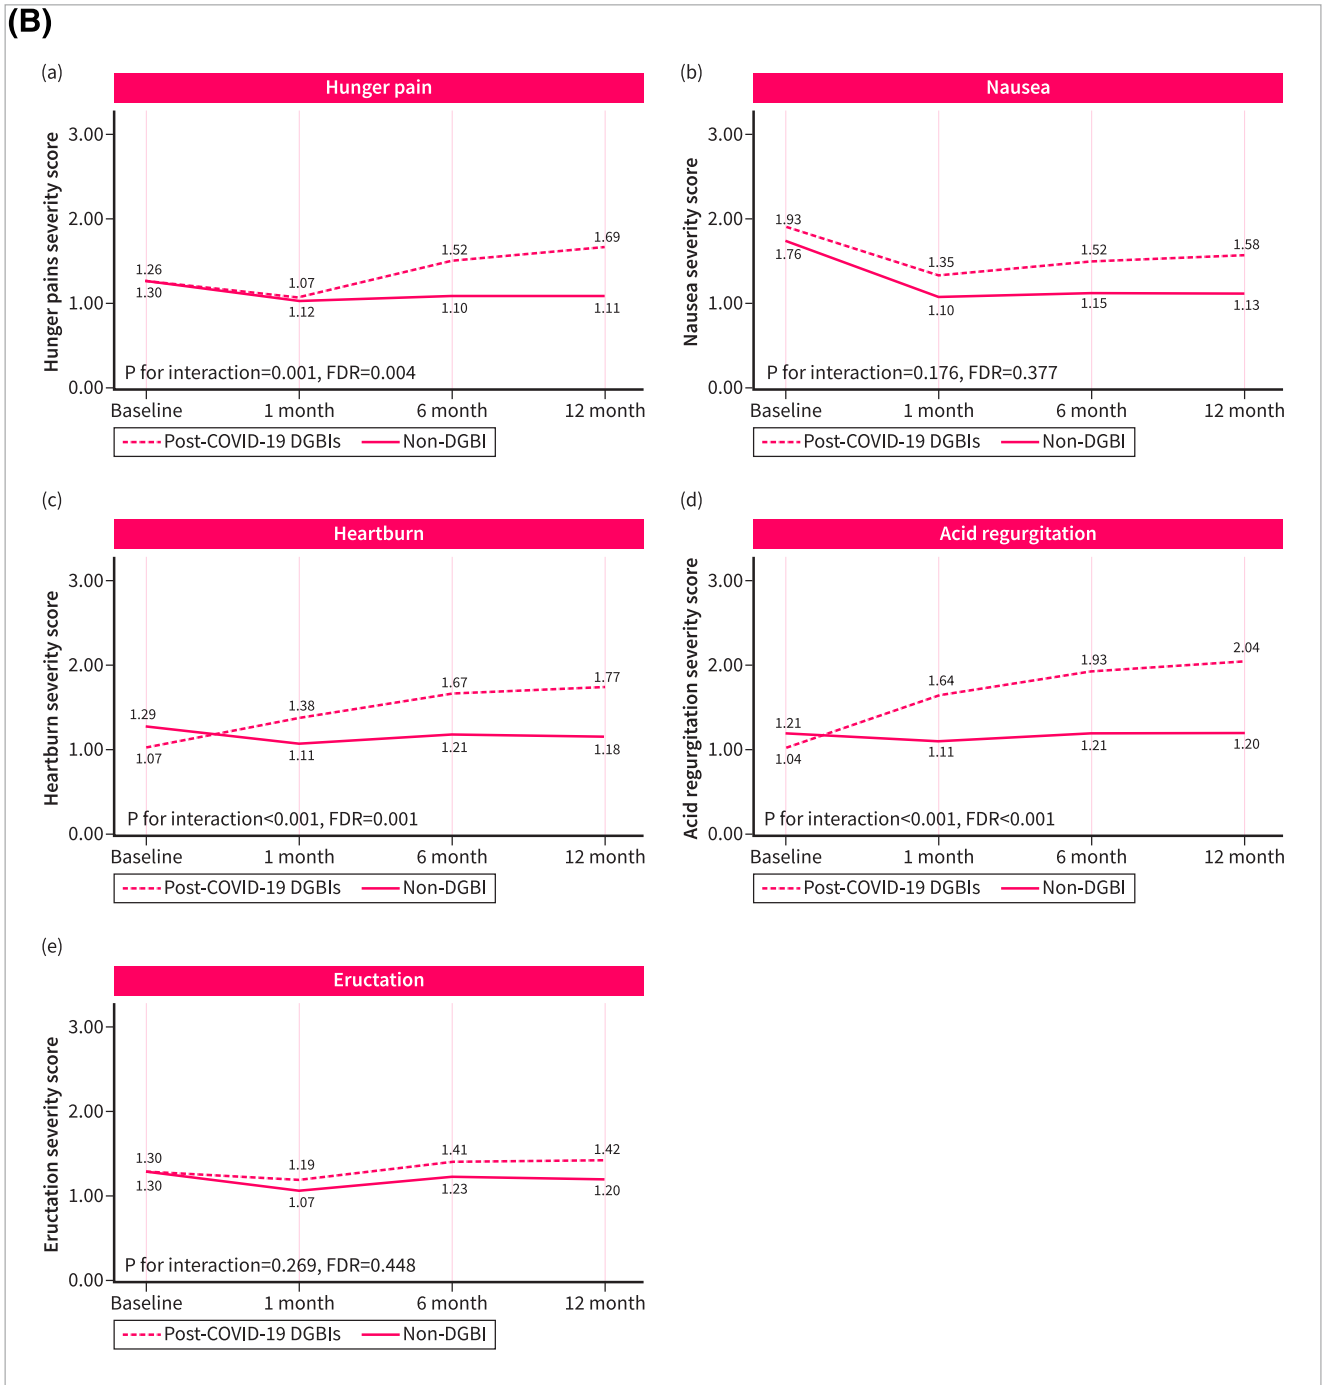 (B)
(a)
Hunger pain
Hunger pains severity score
3.00
2.00
1.00
0.00
1.26
1.30
1.07
1.12
1.52
1.10
1.69
1.11
P for interaction=0.001, FDR=0.004
Baseline 1 month 6 month 12 month
Post-COVID-19 DGBIs Non-DGBI
(b)
Nausea
Nausea severity score
3.00
2.00
1.00
0.00
1.93
1.76
1.35
1.10
1.52
1.15
1.58
1.13
P for interaction=0.176, FDR=0.377
Baseline 1 month 6 month 12 month
Post-COVID-19 DGBIs Non-DGBI
(c)
Heartburn
Heartburn severity score
3.00
2.00
1.00
0.00
1.29
1.07
1.38
1.11
1.67
1.21
1.77
1.18
P for interaction<0.001, FDR=0.001
Baseline 1 month 6 month 12 month
Post-COVID-19 DGBIs Non-DGBI
(d)
Acid regurgitation
Acid regurgitation severity score
3.00
2.00
1.00
0.00
1.21
1.04
1.64
1.11
1.93
1.21
2.04
1.20
P for interaction<0.001, FDR<0.001
Baseline 1 month 6 month 12 month
Post-COVID-19 DGBIs Non-DGBI
(e)
Eructation
Eructation severity score
3.00
2.00
1.00
0.00
1.30
1.30
1.19
1.07
1.41
1.23
1.42
1.20
P for interaction=0.269, FDR=0.448
Baseline 1 month 6 month 12 month
Post-COVID-19 DGBIs Non-DGBI